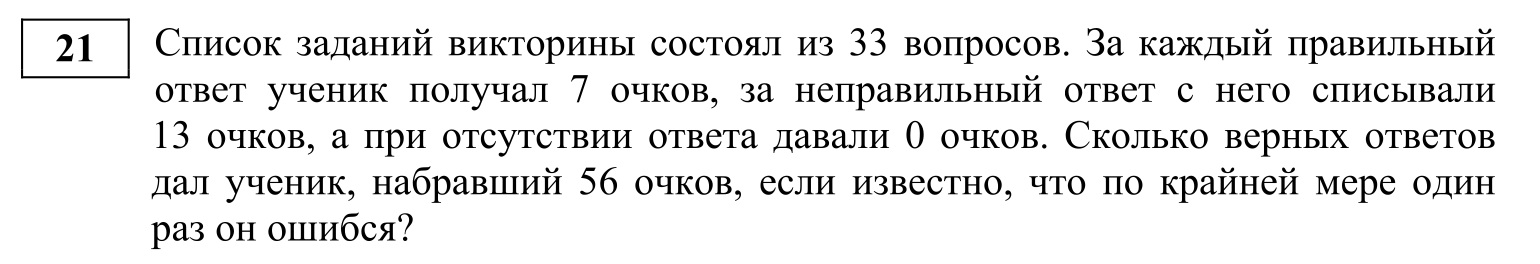 21
Список заданий викторины состоял из 33 вопросов. За каждый правильный
ответ ученик получал 7 очков, за неправильный ответ с него списывали
13 очков, а при отсутствии ответа давали 0 очков. Сколько верных ответов
дал ученик, набравший 56 очков, если известно, что по крайней мере один
раз он ошибся?